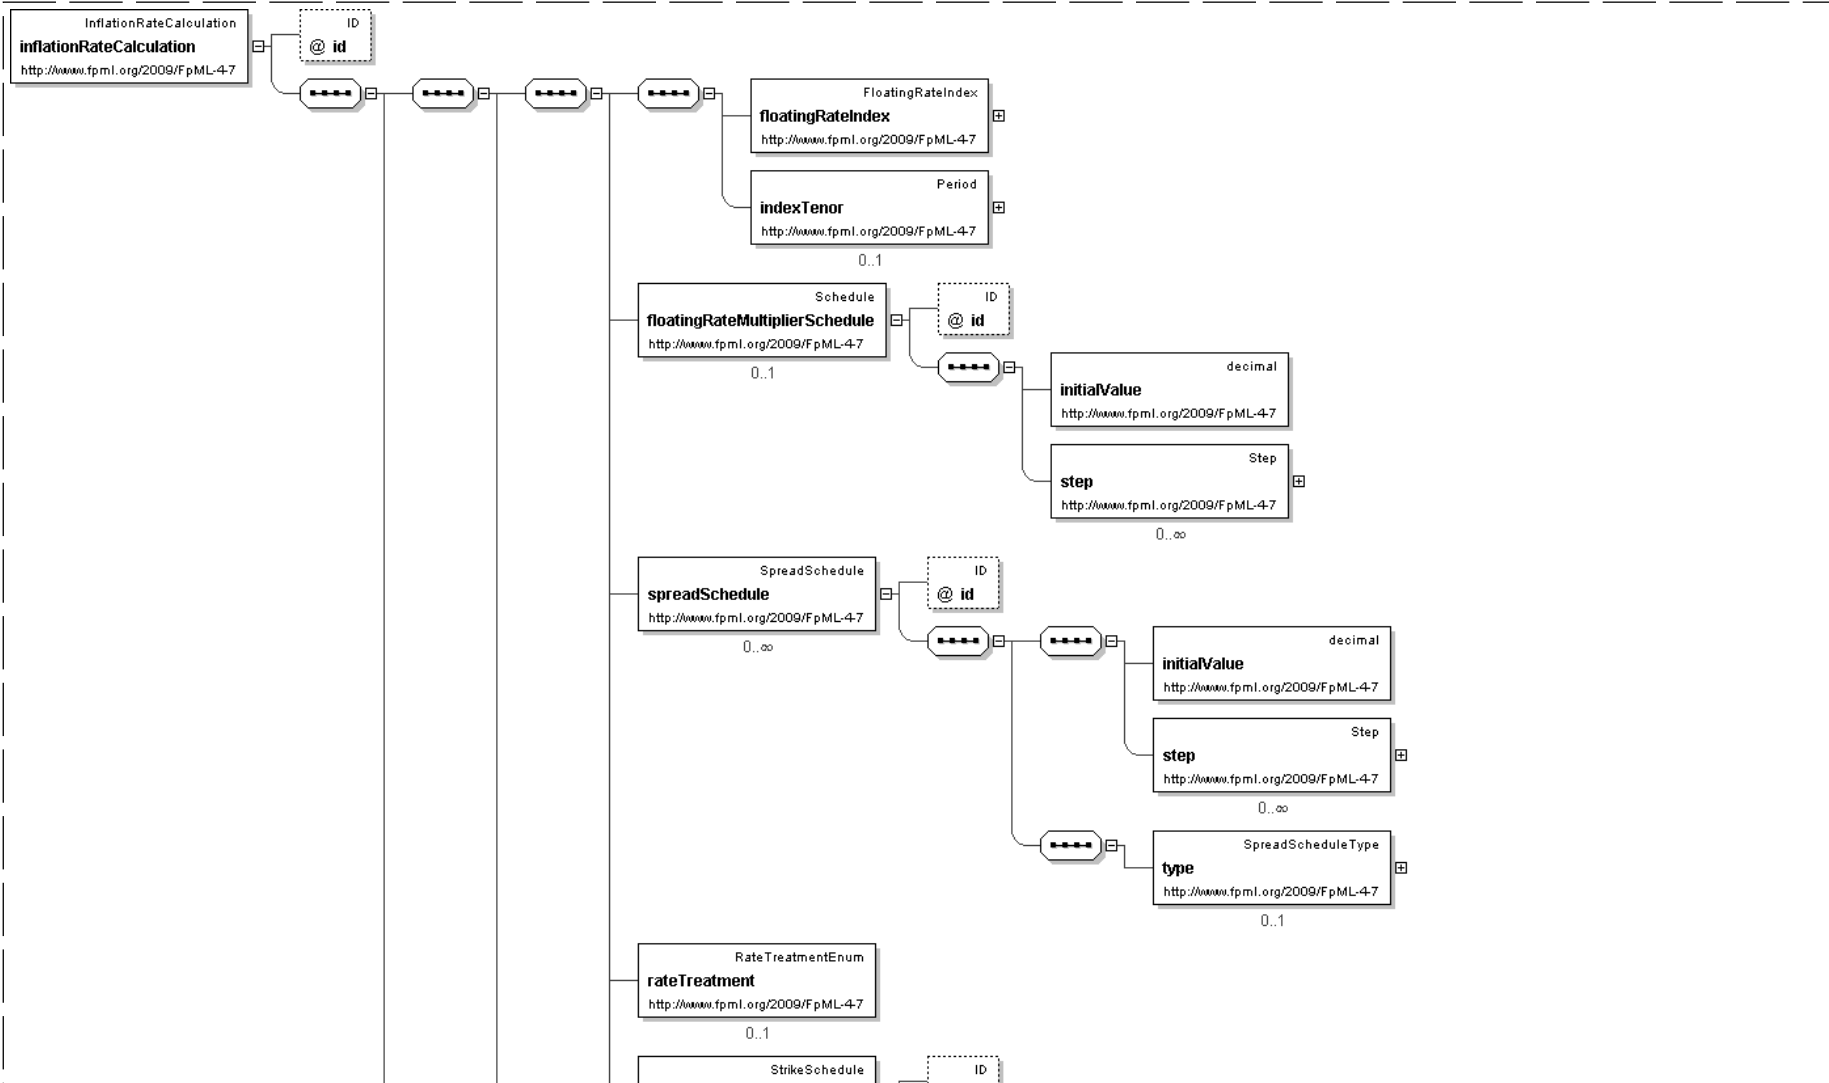 InflationRateCalculation
inflationRateCalculation
http://www.fpml.org/2009/FpML-4-7
ID
@ id
FloatingRateIndex
floatingRateIndex
http://www.fpml.org/2009/FpML-4-7
Period
indexTenor
http://www.fpml.org/2009/FpML-4-7
0..1
Schedule
floatingRateMultiplierSchedule
http://www.fpml.org/2009/FpML-4-7
0..1
ID
@ id
decimal
initialValue
http://www.fpml.org/2009/FpML-4-7
Step
step
http://www.fpml.org/2009/FpML-4-7
0..∞
SpreadSchedule
spreadSchedule
http://www.fpml.org/2009/FpML-4-7
0..∞
ID
@ id
decimal
initialValue
http://www.fpml.org/2009/FpML-4-7
Step
step
http://www.fpml.org/2009/FpML-4-7
0..∞
SpreadScheduleType
type
http://www.fpml.org/2009/FpML-4-7
0..1
RateTreatmentEnum
rateTreatment
http://www.fpml.org/2009/FpML-4-7
0..1
StrikeSchedule
ID